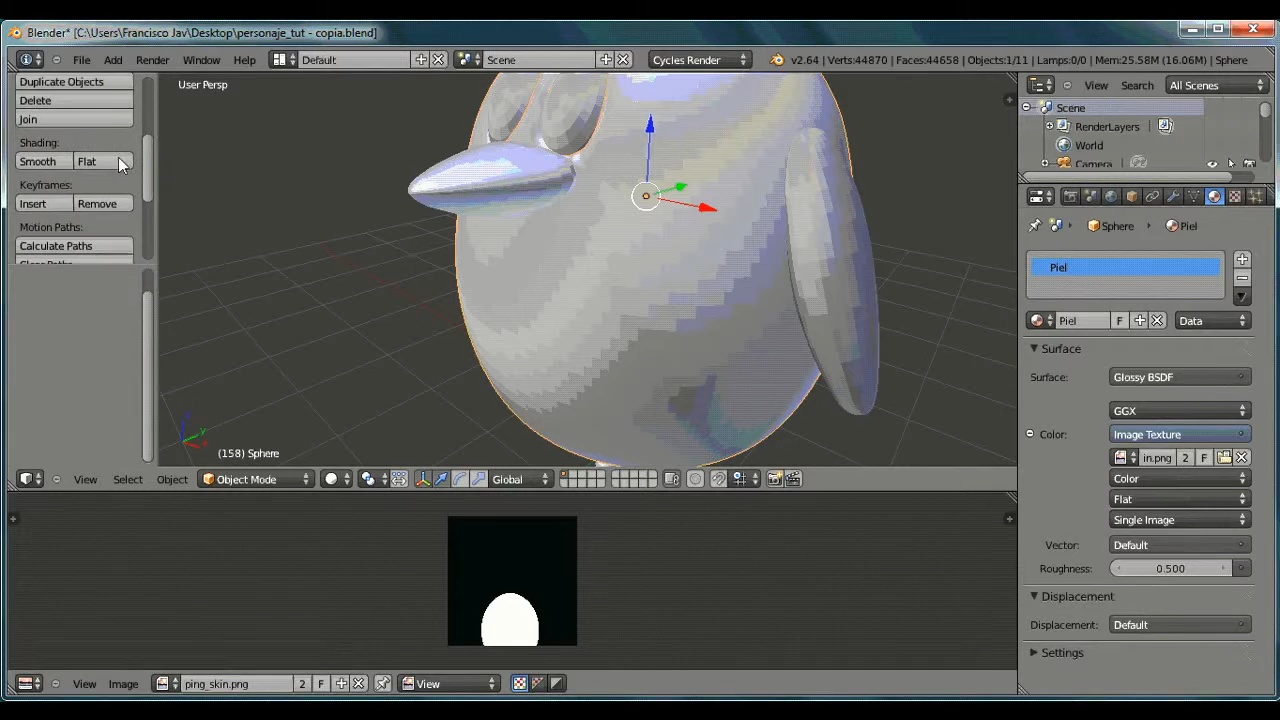 Blender* [C:\Users\Francisco Jav\Desktop\personaje_tut - copia.blend]
File Add Render Window Help Default Scene Cycles Render v2.64 | Verts:44870 | Faces:44658 | Objects:1/11 | Lamps:0/0 | Mem:25.58M (16.06M) | Sphere
Duplicate Objects
Delete
Join
Shading:
Smooth Flat
Keyframes:
Insert Remove
Motion Paths:
Calculate Paths
User Persp
(158) Sphere
View Select Object Object Mode Global
View Image ping_skin.png 2 F View
View Search All Scenes
Scene
RenderLayers
World
Camera
Sphere Piel
Piel
Piel F Data
Surface
Surface: Glossy BSDF
GGX
Color: Image Texture
in.png 2 F
Color
Flat
Single Image
Vector: Default
Roughness: 0.500
Displacement
Displacement: Default
Settings